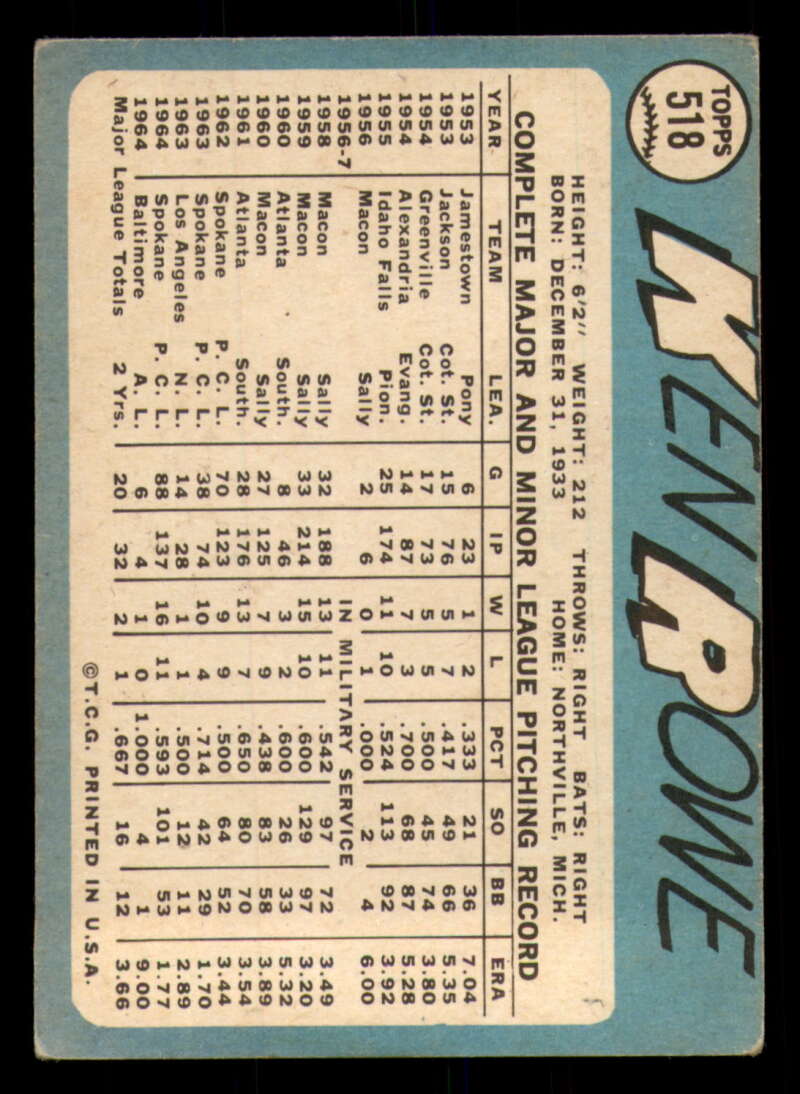 TOPPS
518
KEN ROWE
HEIGHT: 6'2" WEIGHT: 212 THROWS: RIGHT BATS: RIGHT
BORN: DECEMBER 31, 1933 HOME: NORTHVILLE, MICH.
COMPLETE MAJOR AND MINOR LEAGUE PITCHING RECORD
YEAR TEAM LEA. G IP W L PCT SO BB ERA
1953 Jamestown Pony 6 23 1 2 .333 21 36 7.04
1953 Jackson Cot. St. 15 76 5 7 .417 49 66 5.35
1954 Greenville Cot. St. 17 73 5 5 .500 45 74 3.80
1954 Alexandria Evang. 14 87 7 3 .700 68 87 5.28
1955 Idaho Falls Pion. 25 174 11 10 .524 113 92 3.92
1956 Macon Sally 2 6 0 1 .000 2 4 6.00
1956-7 IN MILITARY SERVICE
1958 Macon Sally 32 188 13 11 .542 97 72 3.49
1959 Macon Sally 33 214 15 10 .600 129 97 3.20
1960 Atlanta South. 8 46 3 2 .600 26 33 5.32
1960 Macon Sally 27 125 7 9 .438 83 58 3.89
1961 Atlanta South. 28 176 13 7 .650 80 70 3.54
1962 Spokane P. C. L. 70 123 9 9 .500 64 52 3.44
1963 Spokane P. C. L. 38 74 10 4 .714 42 29 1.70
1963 Los Angeles N. L. 14 28 1 1 .500 12 11 2.89
1964 Spokane P. C. L. 88 137 16 11 .593 101 53 1.77
1964 Baltimore A. L. 6 4 1 0 1.000 4 1 9.00
Major League Totals 2 Yrs. 20 32 2 1 .667 16 12 3.66
©T.C.G. PRINTED IN U.S.A.